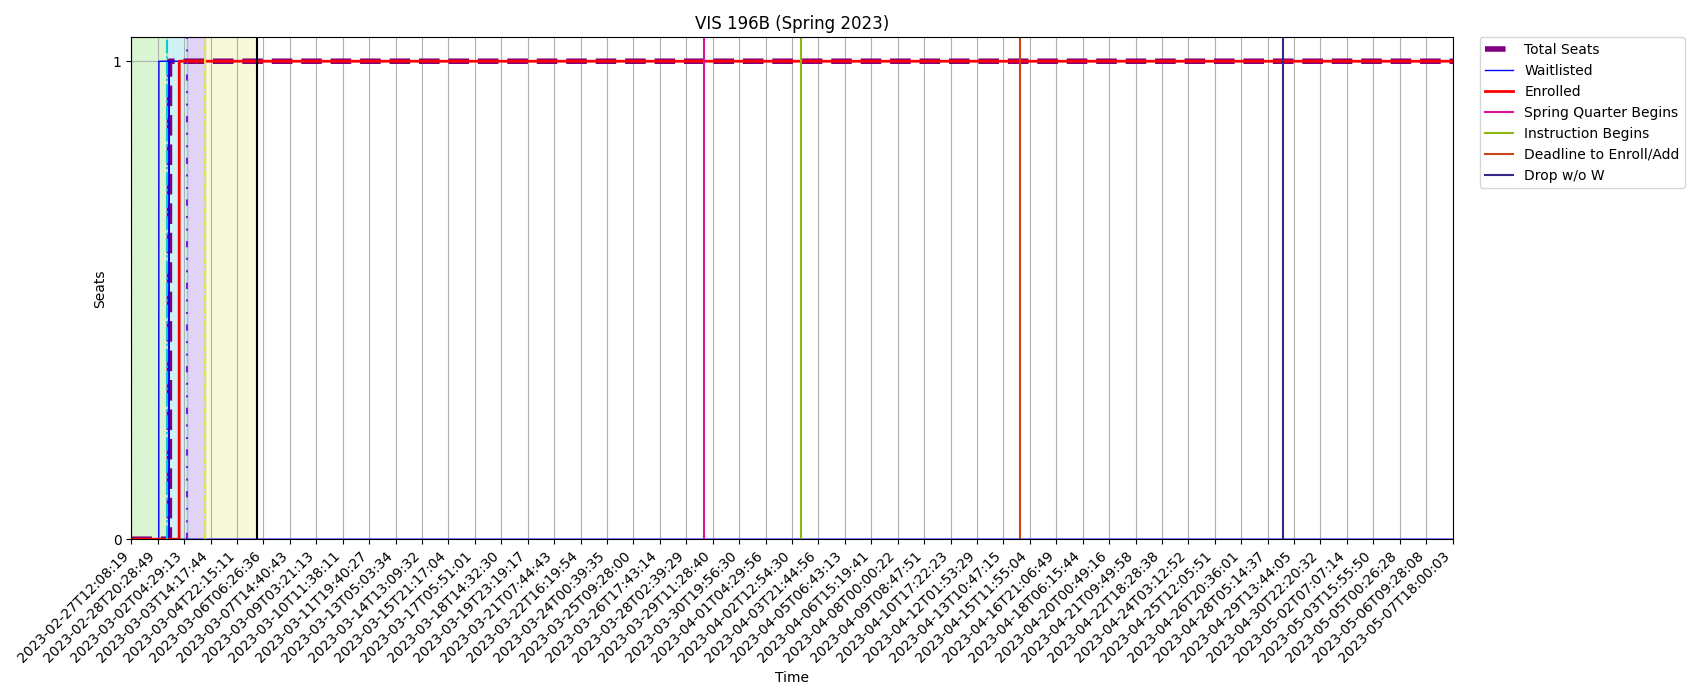 VIS 196B (Spring 2023)
1
0
Seats
Total Seats
Waitlisted
Enrolled
Spring Quarter Begins
Instruction Begins
Deadline to Enroll/Add
Drop w/o W
2023-02-27T12:08:19
2023-02-28T20:28:49
2023-03-02T04:29:13
2023-03-03T14:17:44
2023-03-04T22:15:11
2023-03-06T06:26:36
2023-03-07T14:40:43
2023-03-09T03:21:13
2023-03-10T11:38:11
2023-03-11T19:40:27
2023-03-13T05:03:34
2023-03-14T13:09:32
2023-03-15T21:17:04
2023-03-17T05:51:01
2023-03-18T14:32:30
2023-03-19T23:19:17
2023-03-21T07:44:43
2023-03-22T16:19:54
2023-03-24T00:39:35
2023-03-25T09:28:00
2023-03-26T17:43:14
2023-03-28T02:39:29
2023-03-29T11:28:40
2023-03-30T19:56:30
2023-04-01T04:29:56
2023-04-02T12:54:30
2023-04-03T21:44:56
2023-04-05T06:43:13
2023-04-06T15:19:41
2023-04-08T00:00:22
2023-04-09T08:47:51
2023-04-10T17:22:23
2023-04-12T01:53:29
2023-04-13T10:47:15
2023-04-15T11:55:04
2023-04-16T21:06:49
2023-04-18T06:15:44
2023-04-20T00:49:16
2023-04-21T09:49:58
2023-04-22T18:28:38
2023-04-24T03:12:52
2023-04-25T12:05:51
2023-04-26T20:36:01
2023-04-28T05:14:37
2023-04-29T13:44:05
2023-04-30T22:20:32
2023-05-02T07:07:14
2023-05-03T15:55:50
2023-05-05T00:26:28
2023-05-06T09:28:08
2023-05-07T18:00:03
Time